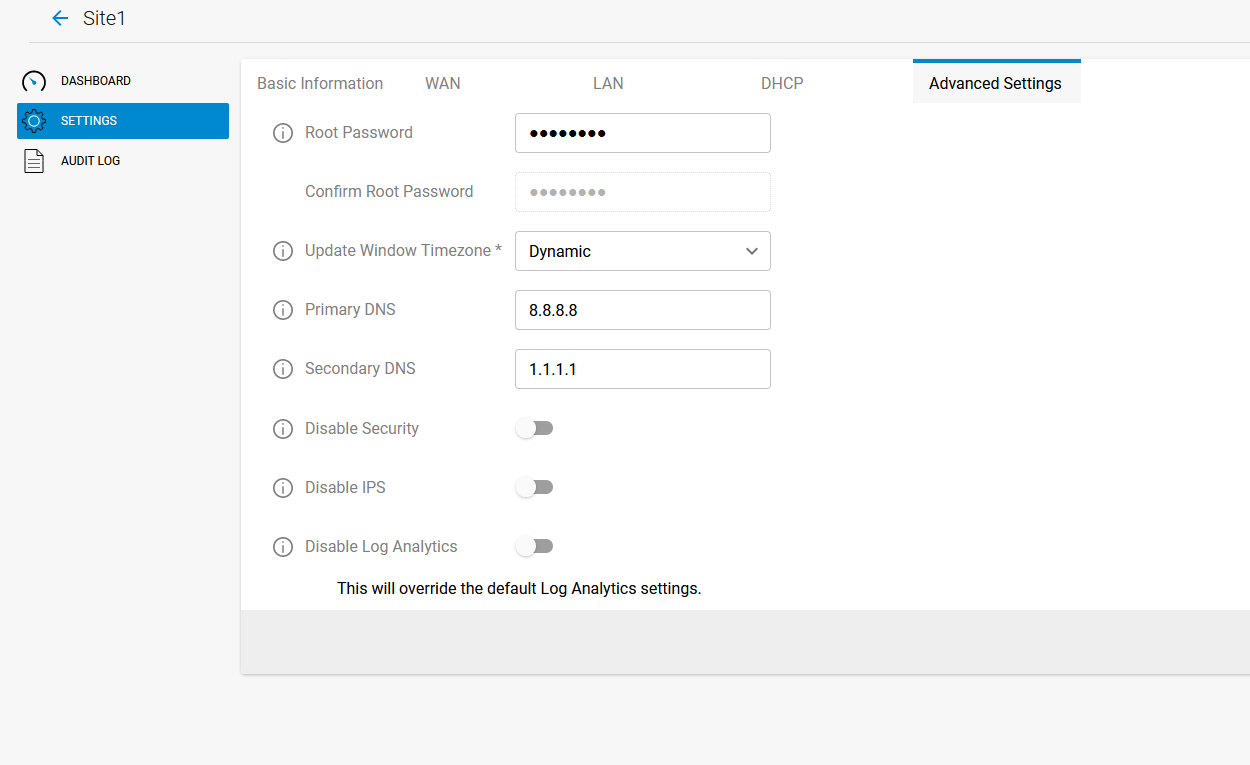 Site1
DASHBOARD
SETTINGS
AUDIT LOG
Basic Information WAN LAN DHCP Advanced Settings
Root Password ●●●●●●●●
Confirm Root Password ●●●●●●●●
Update Window Timezone * Dynamic
Primary DNS 8.8.8.8
Secondary DNS 1.1.1.1
Disable Security
Disable IPS
Disable Log Analytics
This will override the default Log Analytics settings.